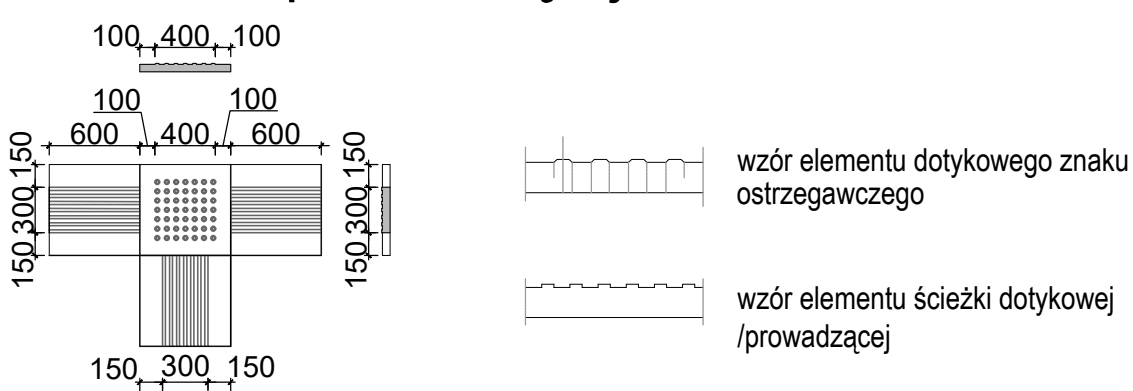 100 400 100
100 100
600 400 600
150 300 150
150 300 150
150 300 150
wzór elementu dotykowego znaku
ostrzegawczego
wzór elementu ścieżki dotykowej
/prowadzącej